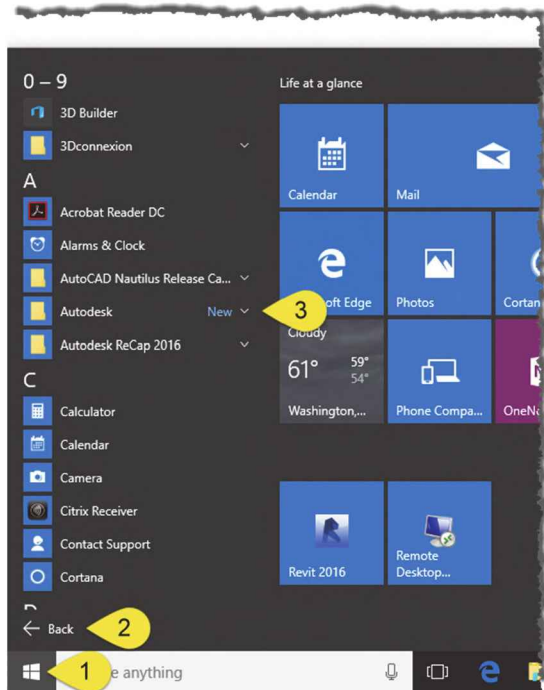 0 – 9
3D Builder
3Dconnexion
A
Acrobat Reader DC
Alarms & Clock
AutoCAD Nautilus Release Ca...
Autodesk New
Autodesk ReCap 2016
C
Calculator
Calendar
Camera
Citrix Receiver
Contact Support
Cortana
Back
Life at a glance
Calendar
Mail
Edge
Photos
Cortan
Cloudy
61° 59°
54°
Washington,...
Phone Compa...
OneNo
Revit 2016
Remote
Desktop...
3
2
1
anything